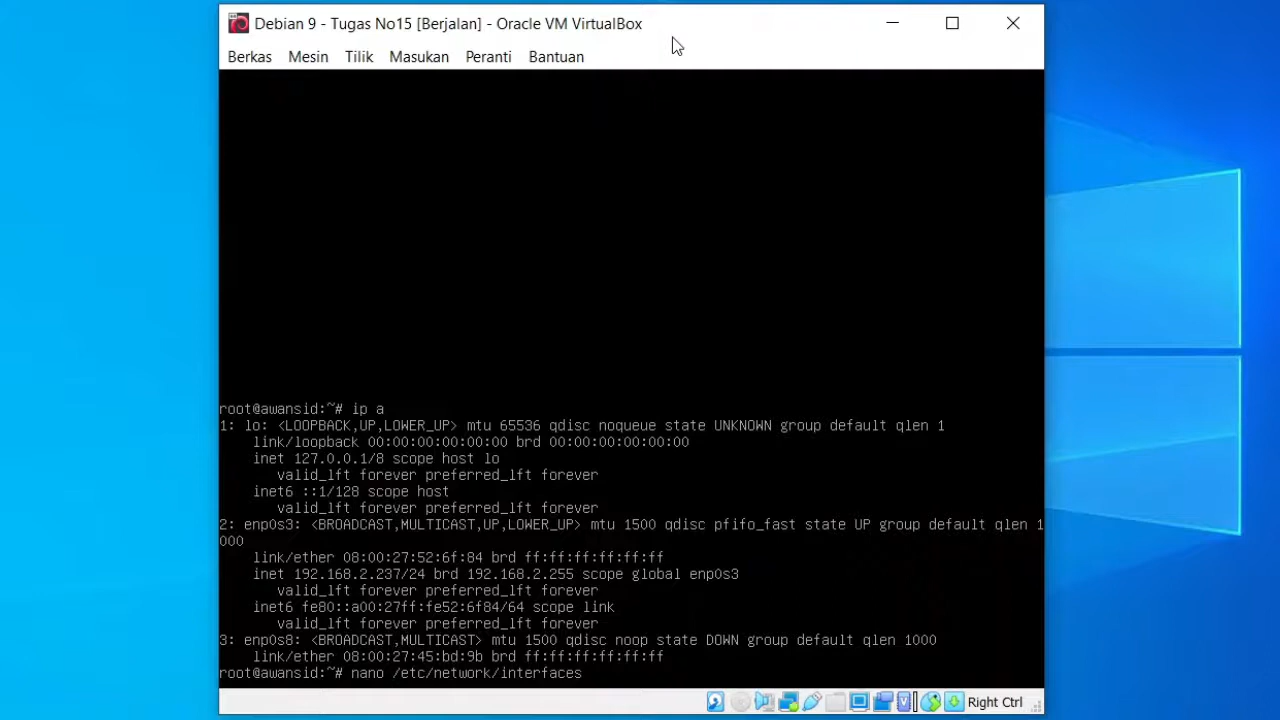 Debian 9 - Tugas No15 [Berjalan] - Oracle VM VirtualBox
Berkas Mesin Tilik Masukan Peranti Bantuan
root@awansid:~# ip a
1: lo: <LOOPBACK,UP,LOWER_UP> mtu 65536 qdisc noqueue state UNKNOWN group default qlen 1
link/loopback 00:00:00:00:00:00 brd 00:00:00:00:00:00
inet 127.0.0.1/8 scope host lo
valid_lft forever preferred_lft forever
inet6 ::1/128 scope host
valid_lft forever preferred_lft forever
2: enp0s3: <BROADCAST,MULTICAST,UP,LOWER_UP> mtu 1500 qdisc pfifo_fast state UP group default qlen 1
000
link/ether 08:00:27:52:6f:84 brd ff:ff:ff:ff:ff:ff
inet 192.168.2.237/24 brd 192.168.2.255 scope global enp0s3
valid_lft forever preferred_lft forever
inet6 fe80::a00:27ff:fe52:6f84/64 scope link
valid_lft forever preferred_lft forever
3: enp0s8: <BROADCAST,MULTICAST> mtu 1500 qdisc noop state DOWN group default qlen 1000
link/ether 08:00:27:45:bd:9b brd ff:ff:ff:ff:ff:ff
root@awansid:~# nano /etc/network/interfaces
Right Ctrl